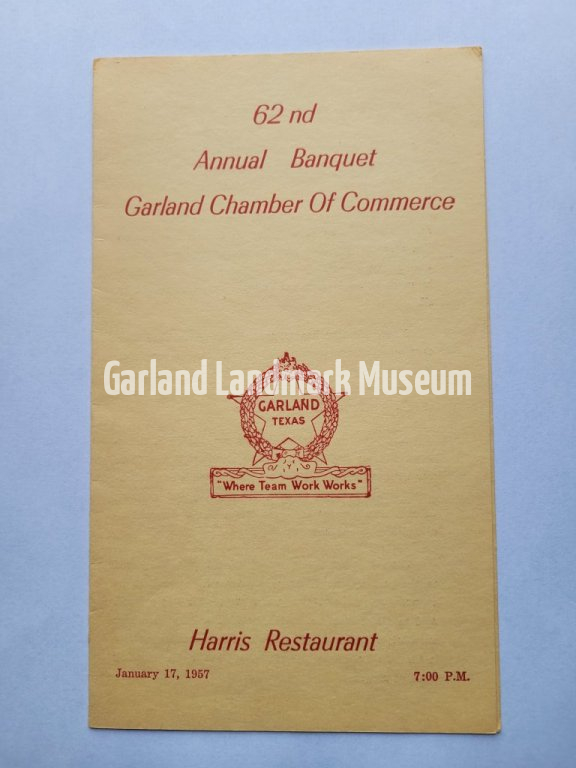 62 nd
Annual Banquet
Garland Chamber Of Commerce
Garland Landmark Museum
GARLAND
TEXAS
"Where Team Work Works"
Harris Restaurant
January 17, 1957 7:00 P.M.